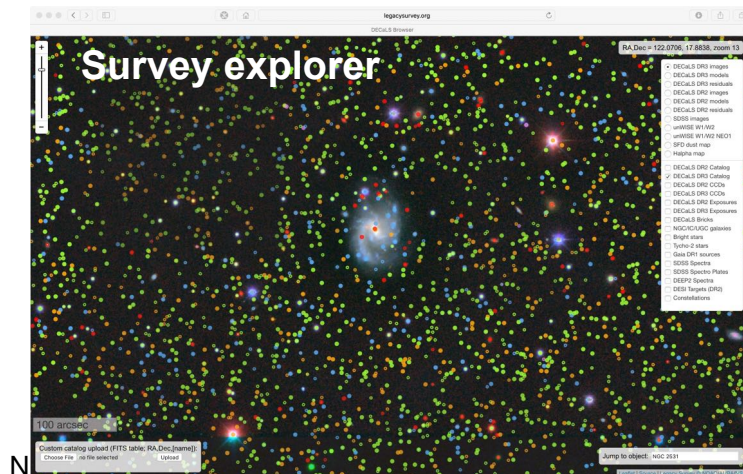 legacysurvey.org
DECaLS Browser
Survey explorer
RA,Dec = 122.0706, 17.8838, zoom 13
+
−
DECaLS DR3 images
DECaLS DR3 models
DECaLS DR3 residuals
DECaLS DR2 images
DECaLS DR2 models
DECaLS DR2 residuals
SDSS images
unWISE W1/W2
unWISE W1/W2 NEO1
SFD dust map
Halpha map
DECaLS DR2 Catalog
DECaLS DR3 Catalog
DECaLS DR2 CCDs
DECaLS DR3 CCDs
DECaLS DR2 Exposures
DECaLS DR3 Exposures
DECaLS Bricks
NGC/IC/UGC galaxies
Bright stars
Tycho-2 stars
Gaia DR1 sources
SDSS Spectra
SDSS Spectro Plates
DEEP2 Spectra
DESI Targets (DR2)
Constellations
100 arcsec
Custom catalog upload (FITS table; RA,Dec,[name]):
Choose File no file selected Upload
Jump to object: NGC 2531
N